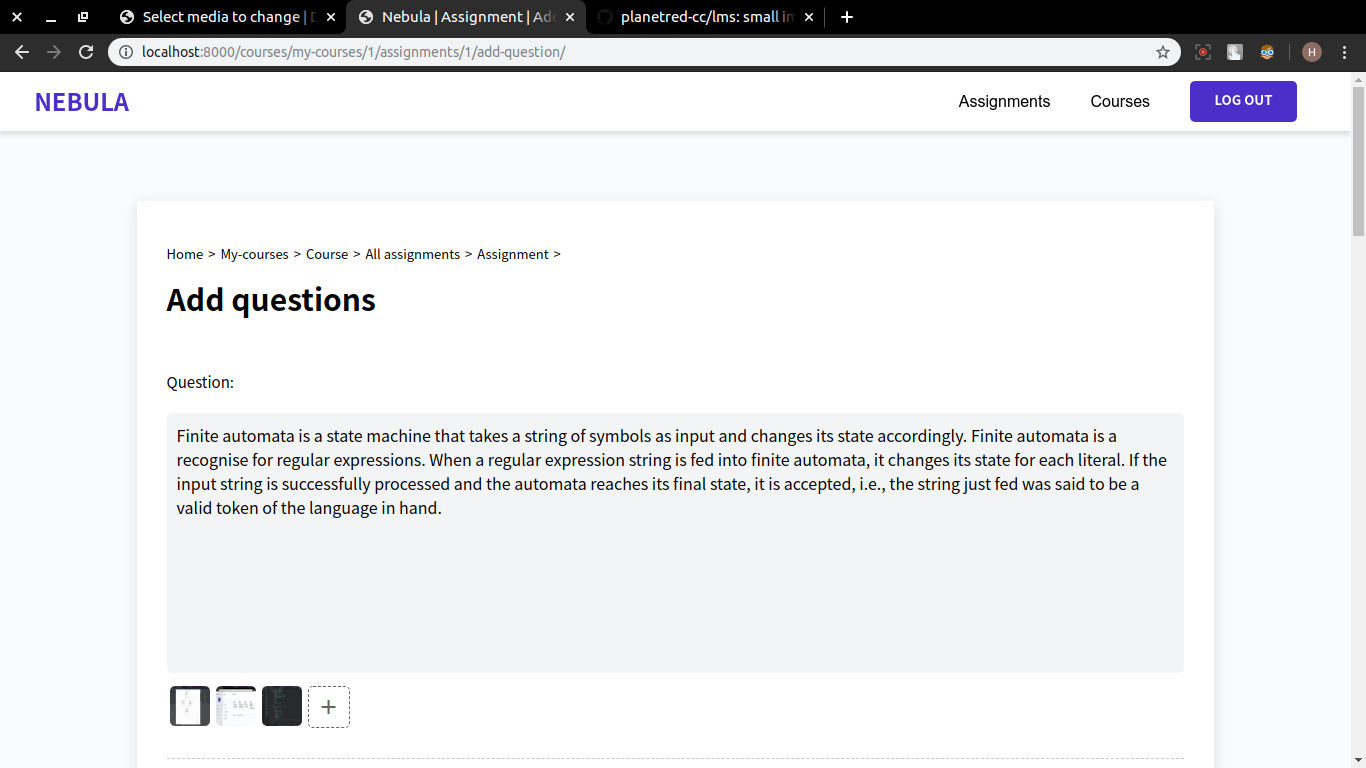 Select media to change |
Nebula | Assignment | Add
planetred-cc/lms: small im
localhost:8000/courses/my-courses/1/assignments/1/add-question/
H
NEBULA
Assignments
Courses
LOG OUT
Home > My-courses > Course > All assignments > Assignment >
Add questions
Question:
Finite automata is a state machine that takes a string of symbols as input and changes its state accordingly. Finite automata is a
recognise for regular expressions. When a regular expression string is fed into finite automata, it changes its state for each literal. If the
input string is successfully processed and the automata reaches its final state, it is accepted, i.e., the string just fed was said to be a
valid token of the language in hand.